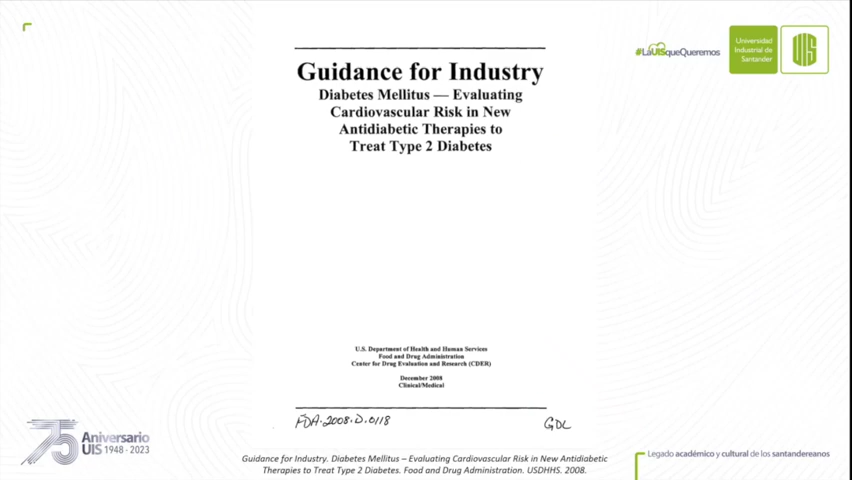 #LaUISqueQueremos
Universidad
Industrial de
Santander
UIS
Guidance for Industry
Diabetes Mellitus — Evaluating
Cardiovascular Risk in New
Antidiabetic Therapies to
Treat Type 2 Diabetes
U.S. Department of Health and Human Services
Food and Drug Administration
Center for Drug Evaluation and Research (CDER)
December 2008
Clinical/Medical
FDA-2008-D-0118
GDL
75 Aniversario
UIS 1948 - 2023
Guidance for Industry. Diabetes Mellitus – Evaluating Cardiovascular Risk in New Antidiabetic
Therapies to Treat Type 2 Diabetes. Food and Drug Administration. USDHHS. 2008.
Legado académico y cultural de los santandereanos